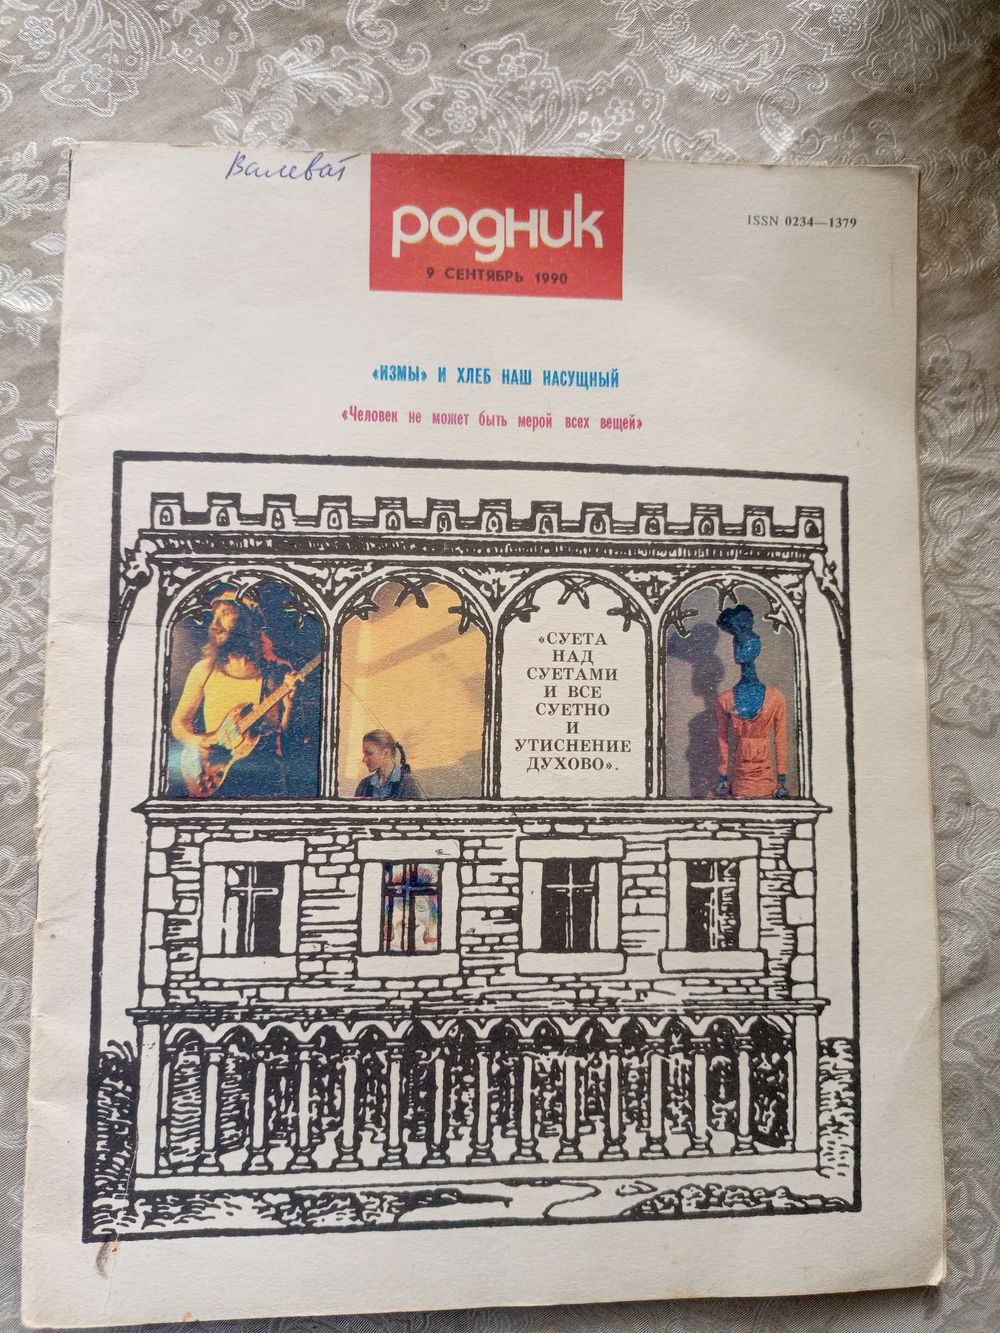 Валеват
родник
9 СЕНТЯБРЬ 1990
ISSN 0234—1379
«ИЗМЫ» И ХЛЕБ НАШ НАСУЩНЫЙ
«Человек не может быть мерой всех вещей»
«СУЕТА
НАД
СУЕТАМИ
И ВСЕ
СУЕТНО
И
УТИСНЕНИЕ
ДУХОВО».